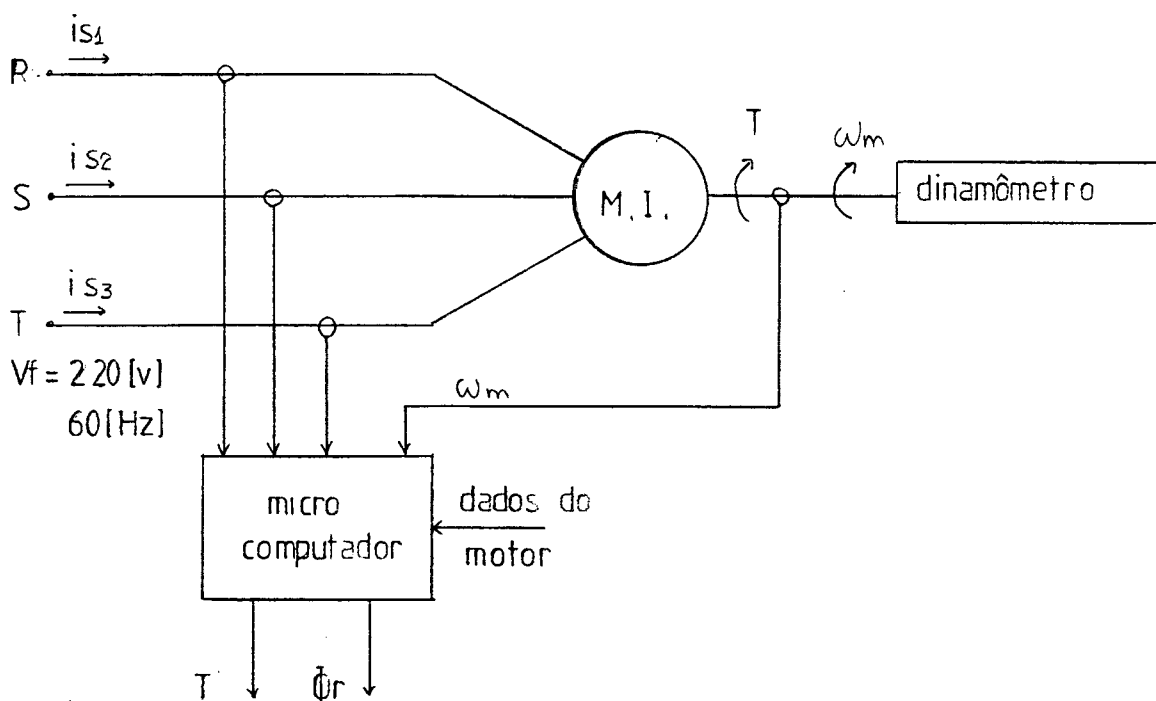 is1
R
is2
S
is3
T
Vf = 220 [v]
60 [Hz]
M.I.
T
ωm
dinamômetro
ωm
micro
computador
dados do
motor
T
Φr